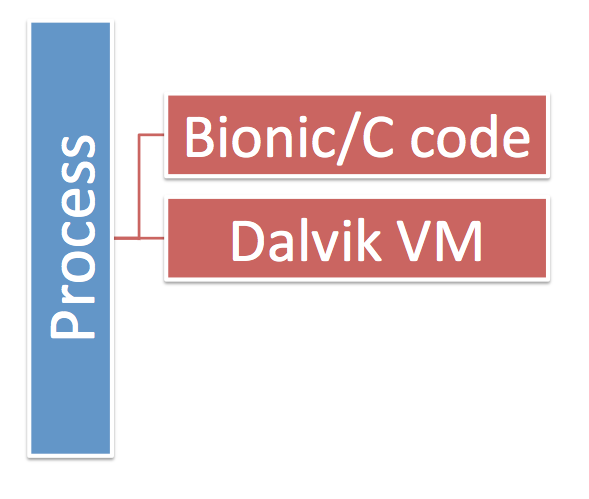 Process
Bionic/C code
Dalvik VM